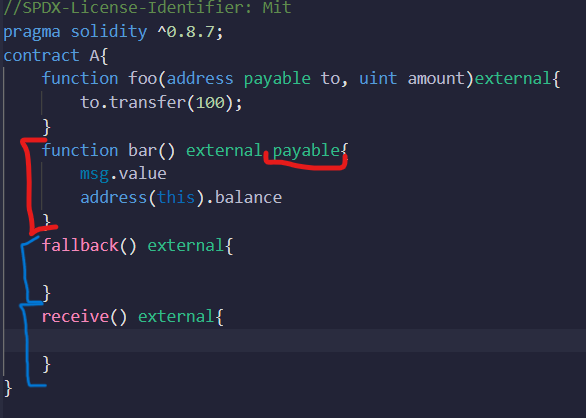 //SPDX-License-Identifier: Mit
pragma solidity ^0.8.7;
contract A{
function foo(address payable to, uint amount)external{
to.transfer(100);
}
function bar() external payable{
msg.value
address(this).balance
}
fallback() external{
}
receive() external{
}
}